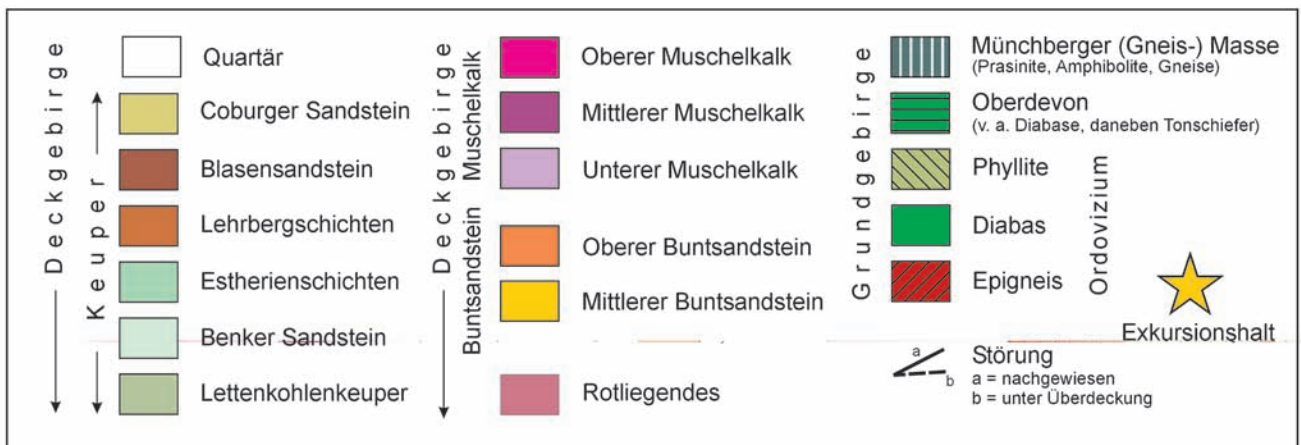 Deckgebirge
Keuper
Quartär
Coburger Sandstein
Blasensandstein
Lehrbergschichten
Estherienschichten
Benker Sandstein
Lettenkohlenkeuper
Deckgebirge
Muschelkalk
Buntsandstein
Oberer Muschelkalk
Mittlerer Muschelkalk
Unterer Muschelkalk
Oberer Buntsandstein
Mittlerer Buntsandstein
Rotliegendes
Grundgebirge
Münchberger (Gneis-) Masse
(Prasinite, Amphibolite, Gneise)
Oberdevon
(v. a. Diabase, daneben Tonschiefer)
Phyllite
Diabas
Epigneis
Ordovizium
Exkursionshalt
a
b
Störung
a = nachgewiesen
b = unter Überdeckung